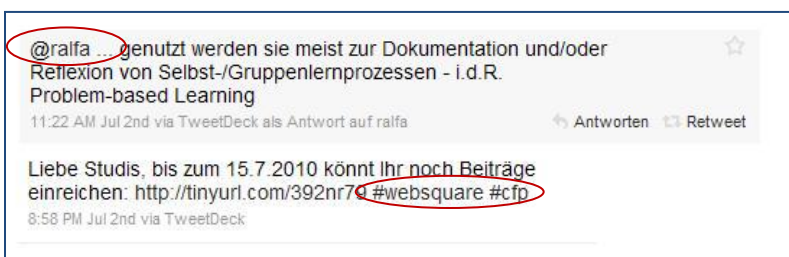 @ralfa ... genutzt werden sie meist zur Dokumentation und/oder
Reflexion von Selbst-/Gruppenlernprozessen - i.d.R.
Problem-based Learning
11:22 AM Jul 2nd via TweetDeck als Antwort auf ralfa Antworten Retweet
Liebe Studis, bis zum 15.7.2010 könnt Ihr noch Beiträge
einreichen: http://tinyurl.com/392nr79 #websquare #cfp
8:58 PM Jul 2nd via TweetDeck